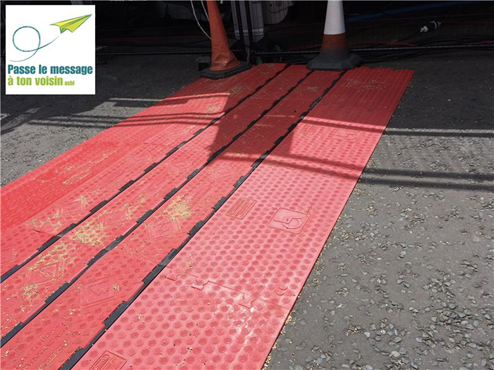 Passe le message
à ton voisin asbl